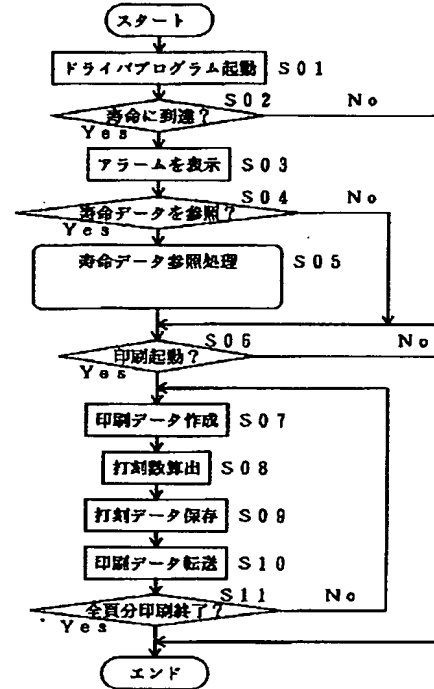 スタート
ドライバプログラム起動 S01
寿命に到達? S02 No
Yes
アラームを表示 S03
寿命データを参照? S04 No
Yes
寿命データ参照処理 S05
印刷起動? S06 No
Yes
印刷データ作成 S07
打刻数算出 S08
打刻データ保存 S09
印刷データ転送 S10
全頁分印刷終了? S11 No
Yes
エンド